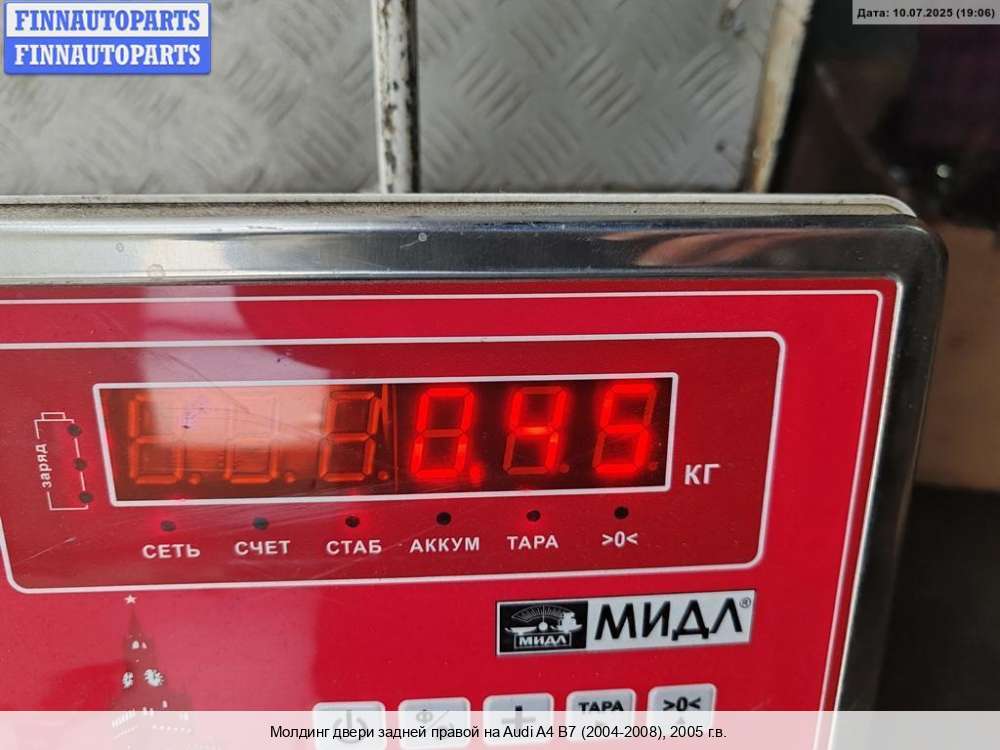 FINNAUTOPARTS
FINNAUTOPARTS
Дата: 10.07.2025 (19:06)
заряд
0.45
КГ
СЕТЬ СЧЕТ СТАБ АККУМ ТАРА >0<
МИДЛ МИДЛ®
ТАРА >0<
Молдинг двери задней правой на Audi A4 B7 (2004-2008), 2005 г.в.